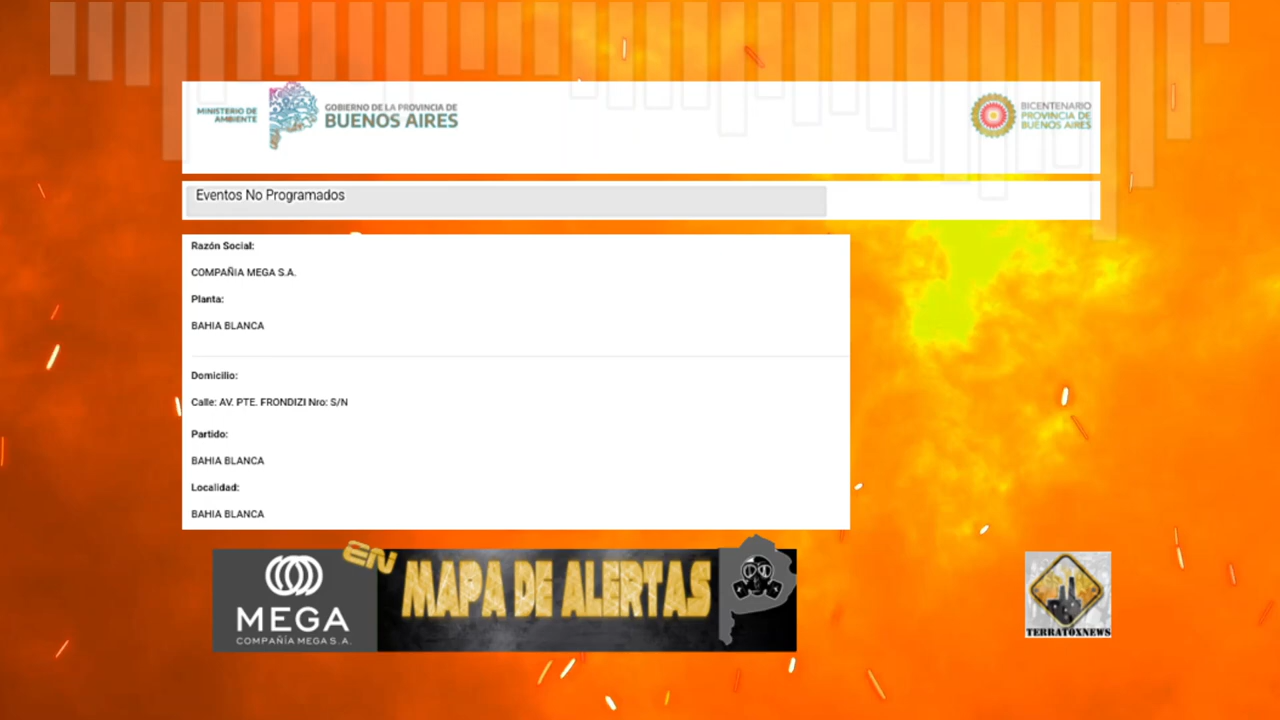 MINISTERIO DE
AMBIENTE
GOBIERNO DE LA PROVINCIA DE
BUENOS AIRES
BICENTENARIO
PROVINCIA DE
BUENOS AIRES
Eventos No Programados
Razón Social:
COMPAÑIA MEGA S.A.
Planta:
BAHIA BLANCA
Domicilio:
Calle: AV. PTE. FRONDIZI Nro: S/N
Partido:
BAHIA BLANCA
Localidad:
BAHIA BLANCA
MEGA
COMPAÑÍA MEGA S.A.
EN
MAPA DE ALERTAS
TERRATOXNEWS